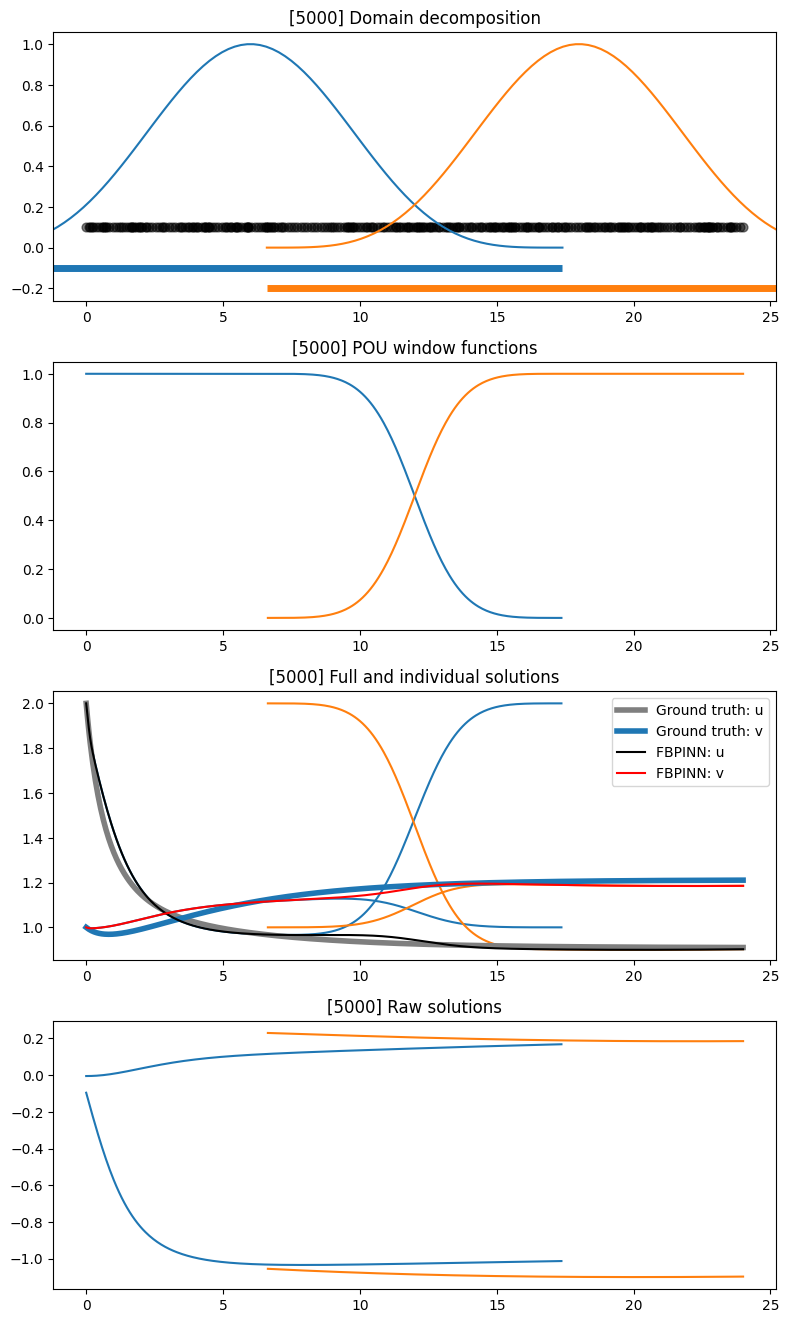 [5000] Domain decomposition
1.0
0.8
0.6
0.4
0.2
0.0
−0.2
0 5 10 15 20 25
[5000] POU window functions
1.0
0.8
0.6
0.4
0.2
0.0
0 5 10 15 20 25
[5000] Full and individual solutions
2.0
1.8
1.6
1.4
1.2
1.0
Ground truth: u
Ground truth: v
FBPINN: u
FBPINN: v
0 5 10 15 20 25
[5000] Raw solutions
0.2
0.0
−0.2
−0.4
−0.6
−0.8
−1.0
0 5 10 15 20 25